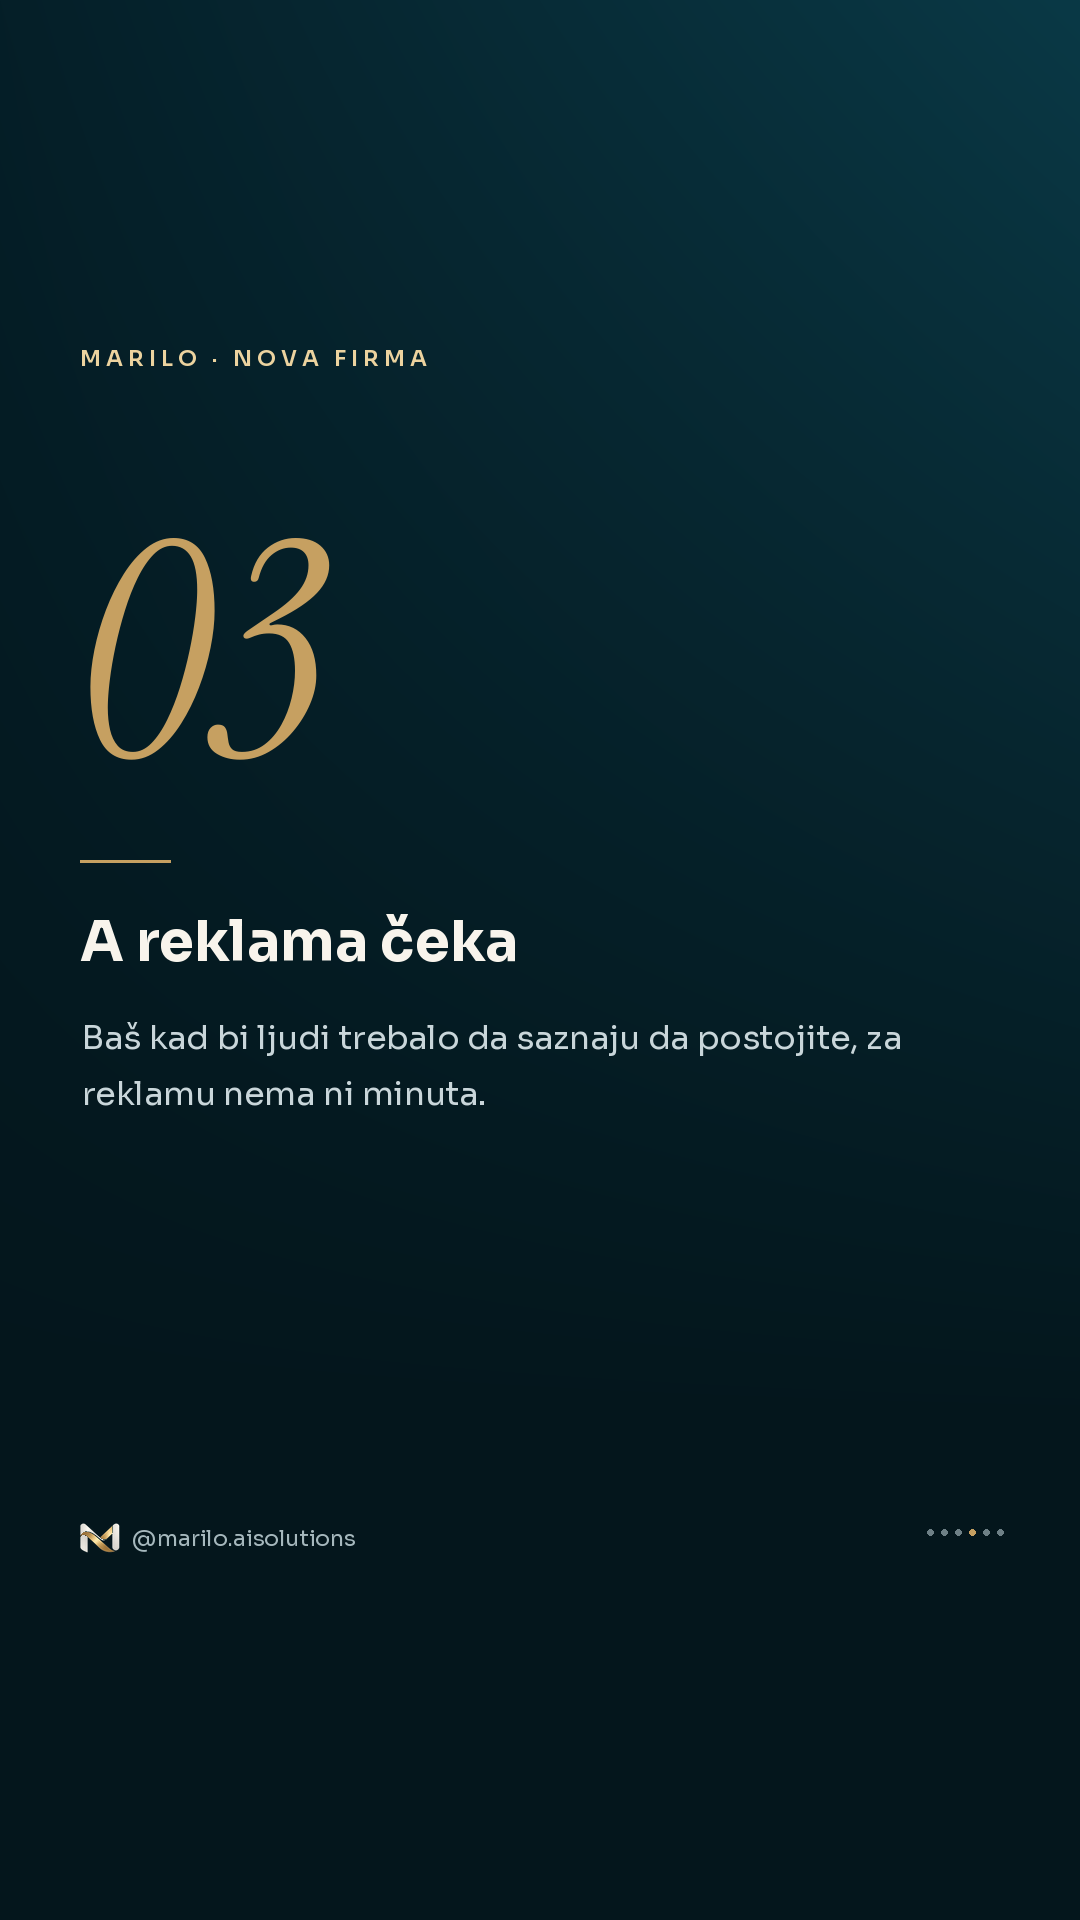 MARILO · NOVA FIRMA
03
A reklama čeka
Baš kad bi ljudi trebalo da saznaju da postojite, za
reklamu nema ni minuta.
@marilo.aisolutions